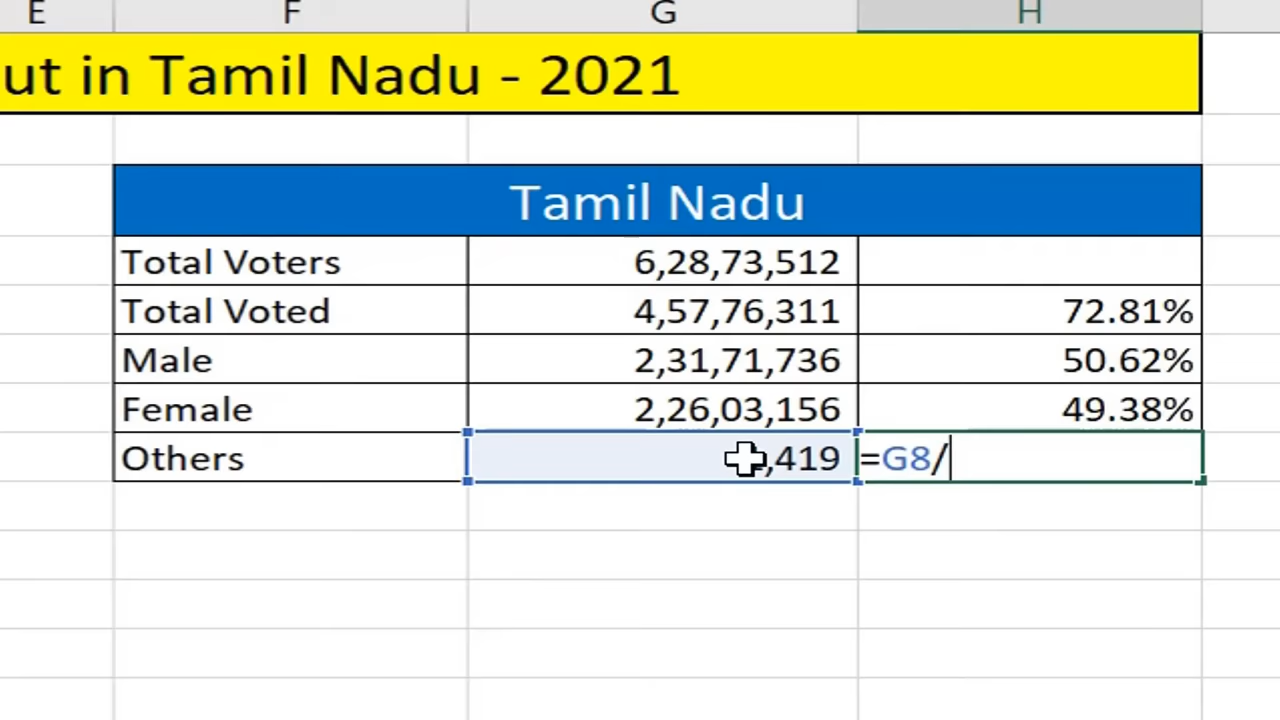 E F G H
ut in Tamil Nadu - 2021
Tamil Nadu
Total Voters 6,28,73,512
Total Voted 4,57,76,311 72.81%
Male 2,31,71,736 50.62%
Female 2,26,03,156 49.38%
Others ,419 =G8/